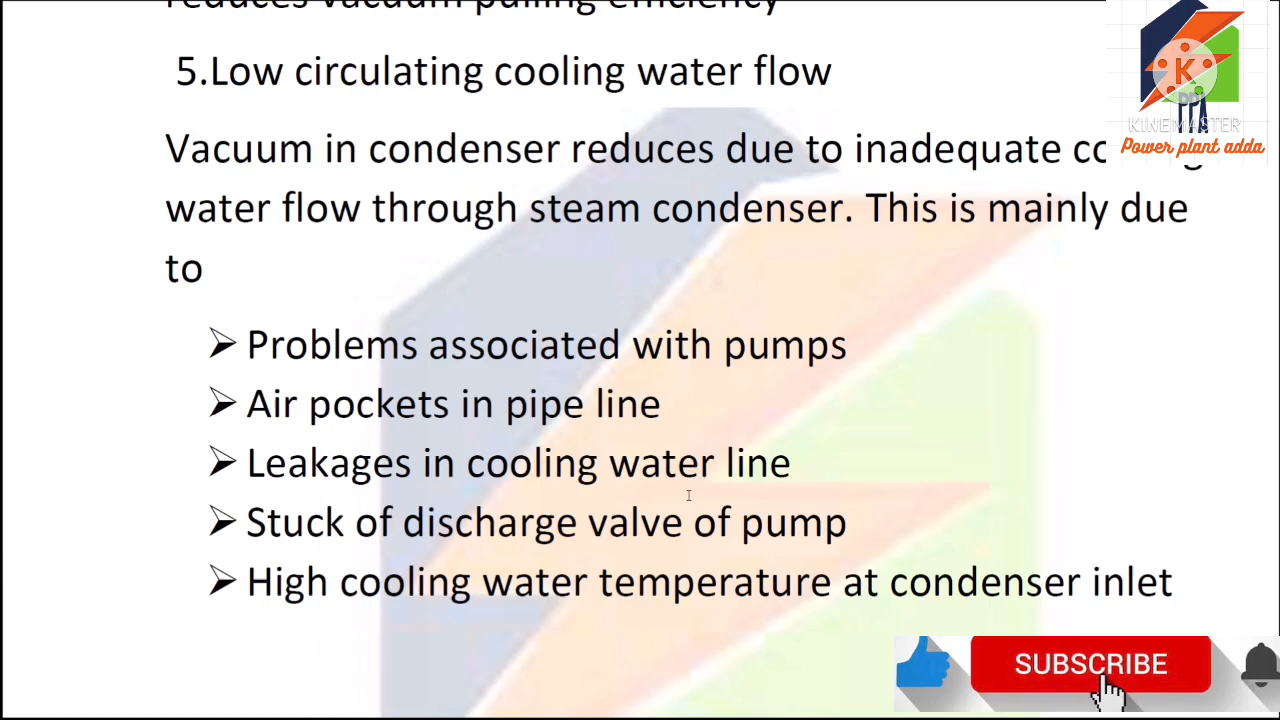 reduces vacuum pulling efficiency
5.Low circulating cooling water flow
Vacuum in condenser reduces due to inadequate
water flow through steam condenser. This is mainly due
to
➢ Problems associated with pumps
➢ Air pockets in pipe line
➢ Leakages in cooling water line
➢ Stuck of discharge valve of pump
➢ High cooling water temperature at condenser inlet
K
PPA
KINEMASTER
Power plant adda
SUBSCRIBE